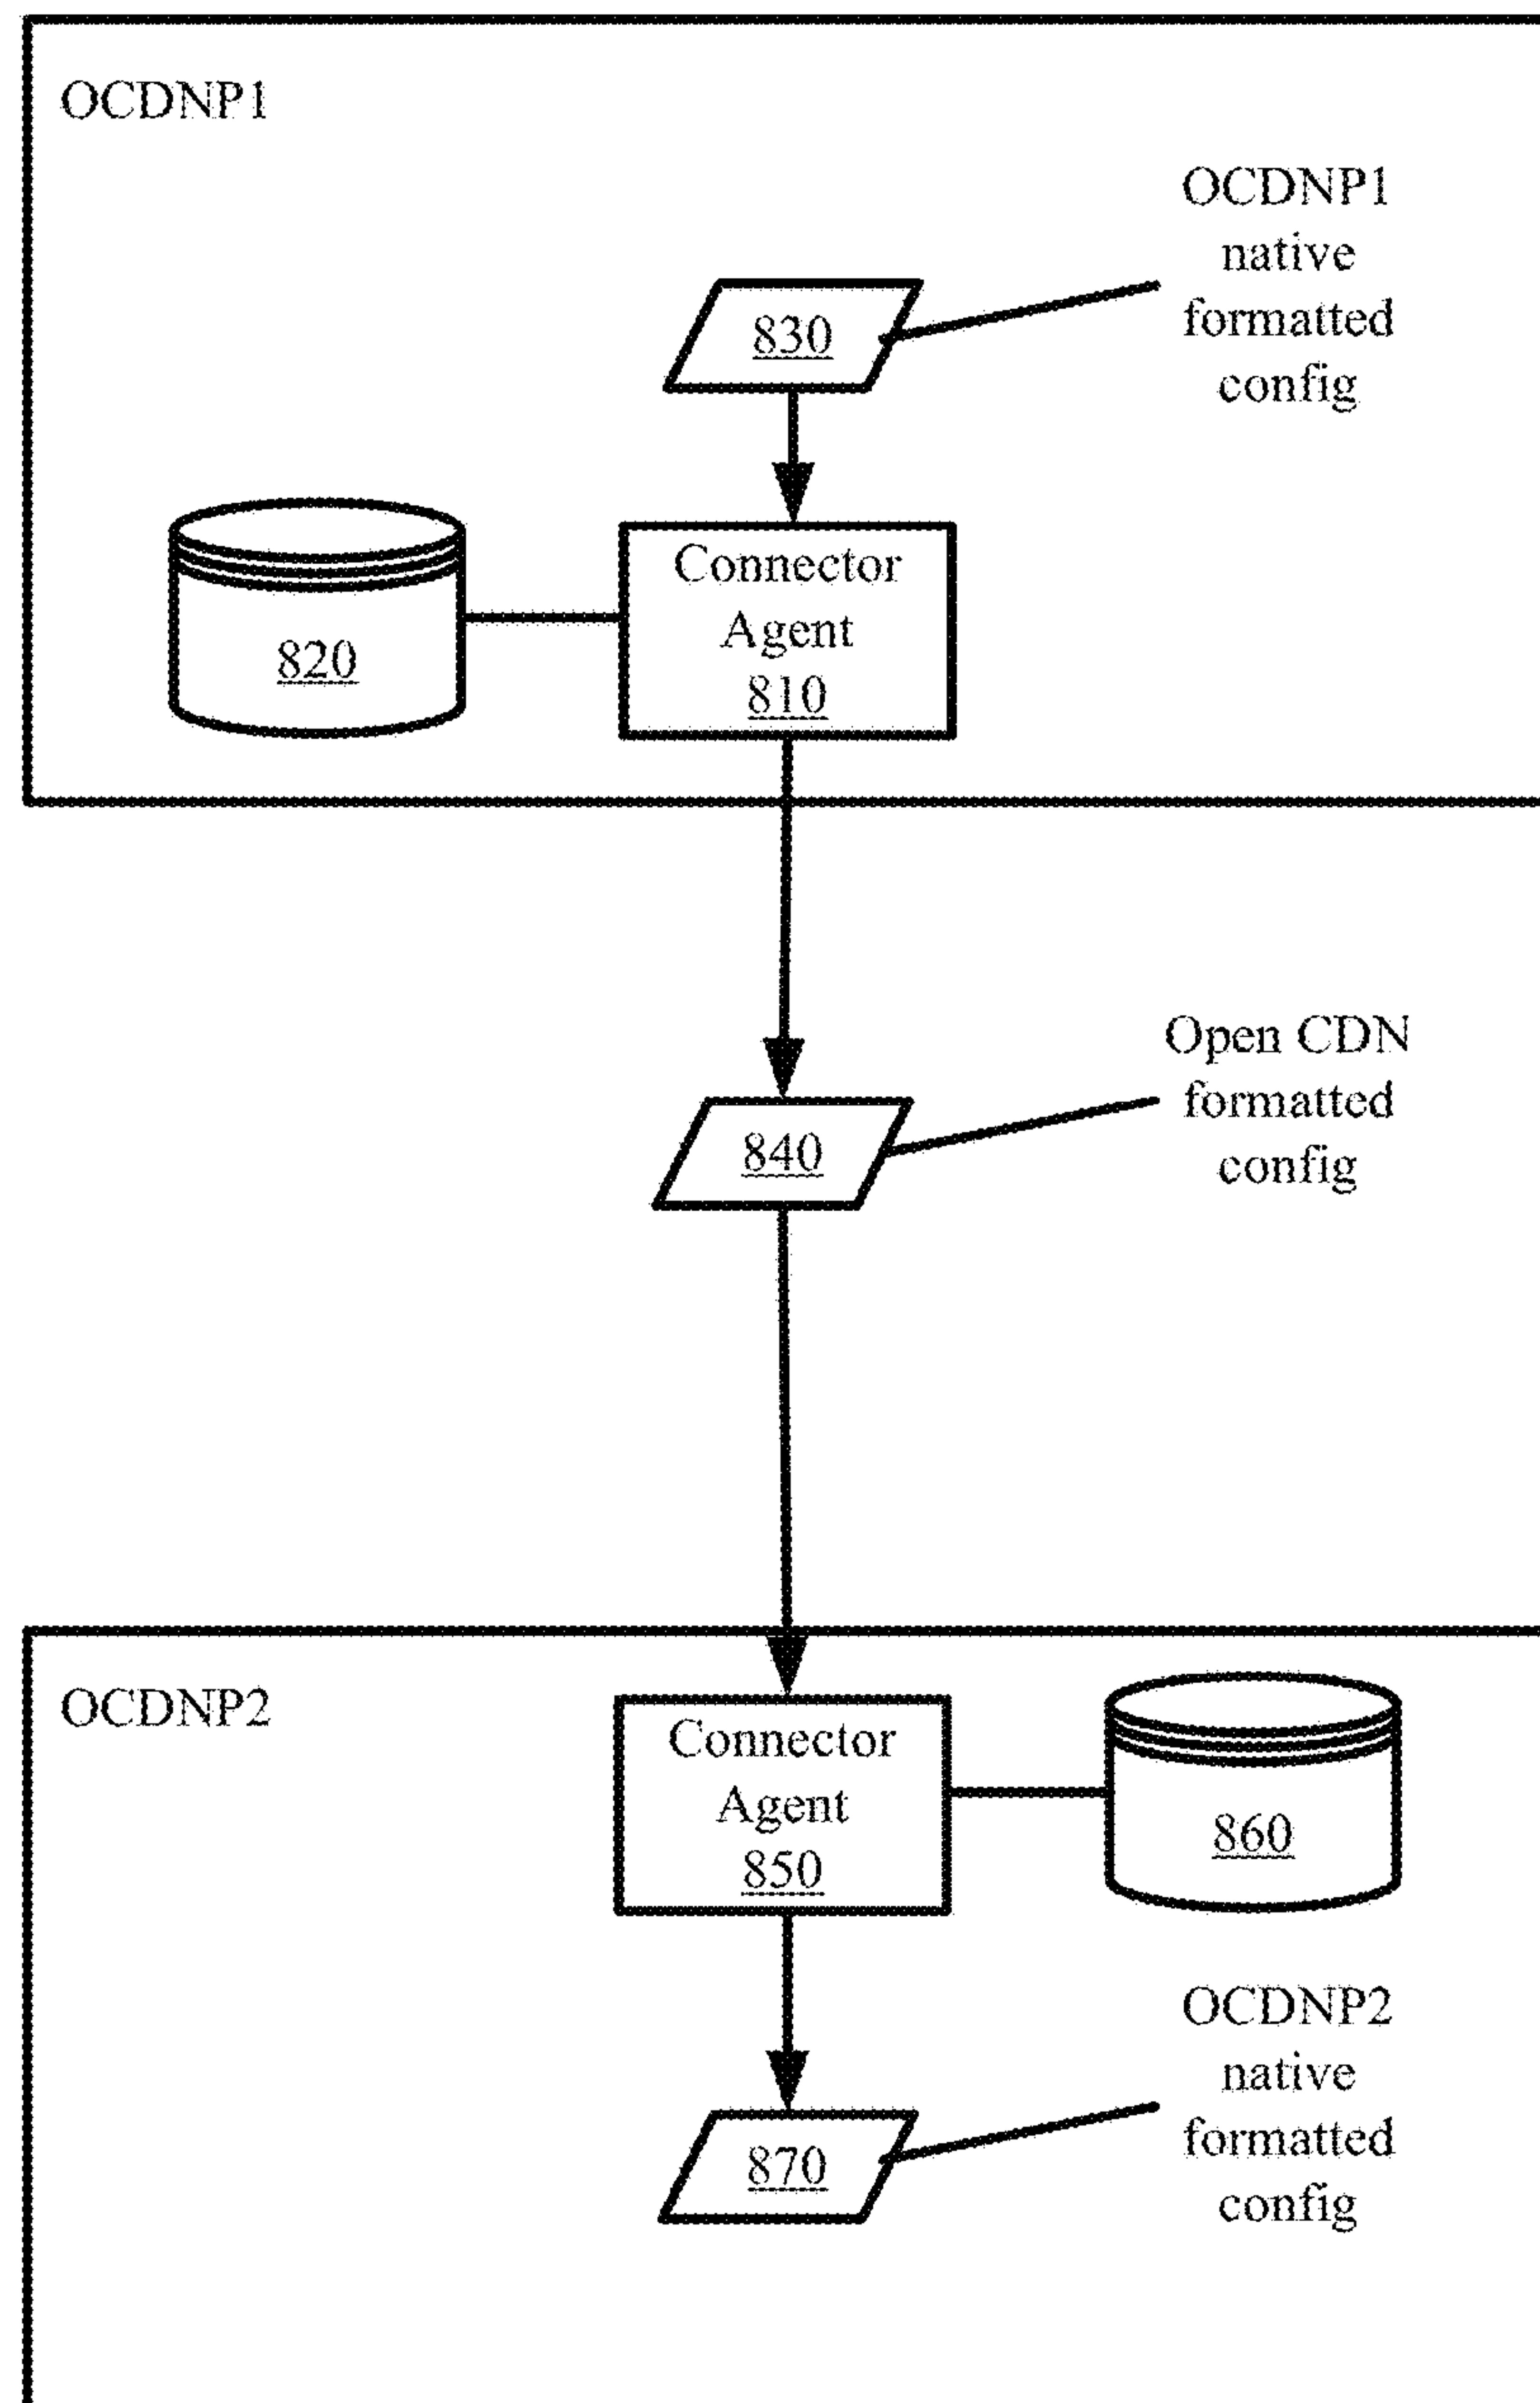 OCDNP1
OCDNP1
native
formatted
config
830
Connector
Agent
810
820
Open CDN
formatted
config
840
OCDNP2
Connector
Agent
850
860
OCDNP2
native
formatted
config
870